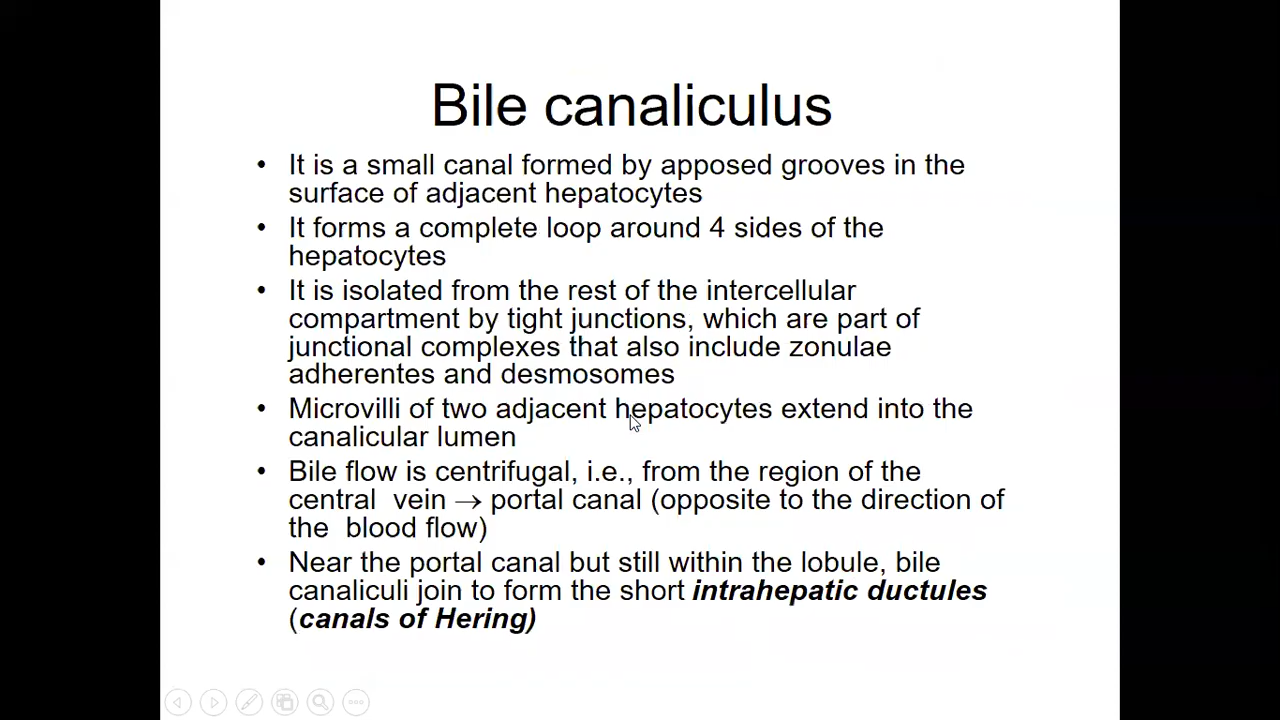 Bile canaliculus
• It is a small canal formed by apposed grooves in the
surface of adjacent hepatocytes
• It forms a complete loop around 4 sides of the
hepatocytes
• It is isolated from the rest of the intercellular
compartment by tight junctions, which are part of
junctional complexes that also include zonulae
adherentes and desmosomes
• Microvilli of two adjacent hepatocytes extend into the
canalicular lumen
• Bile flow is centrifugal, i.e., from the region of the
central  vein → portal canal (opposite to the direction of
the  blood flow)
• Near the portal canal but still within the lobule, bile
canaliculi join to form the short intrahepatic ductules
(canals of Hering)